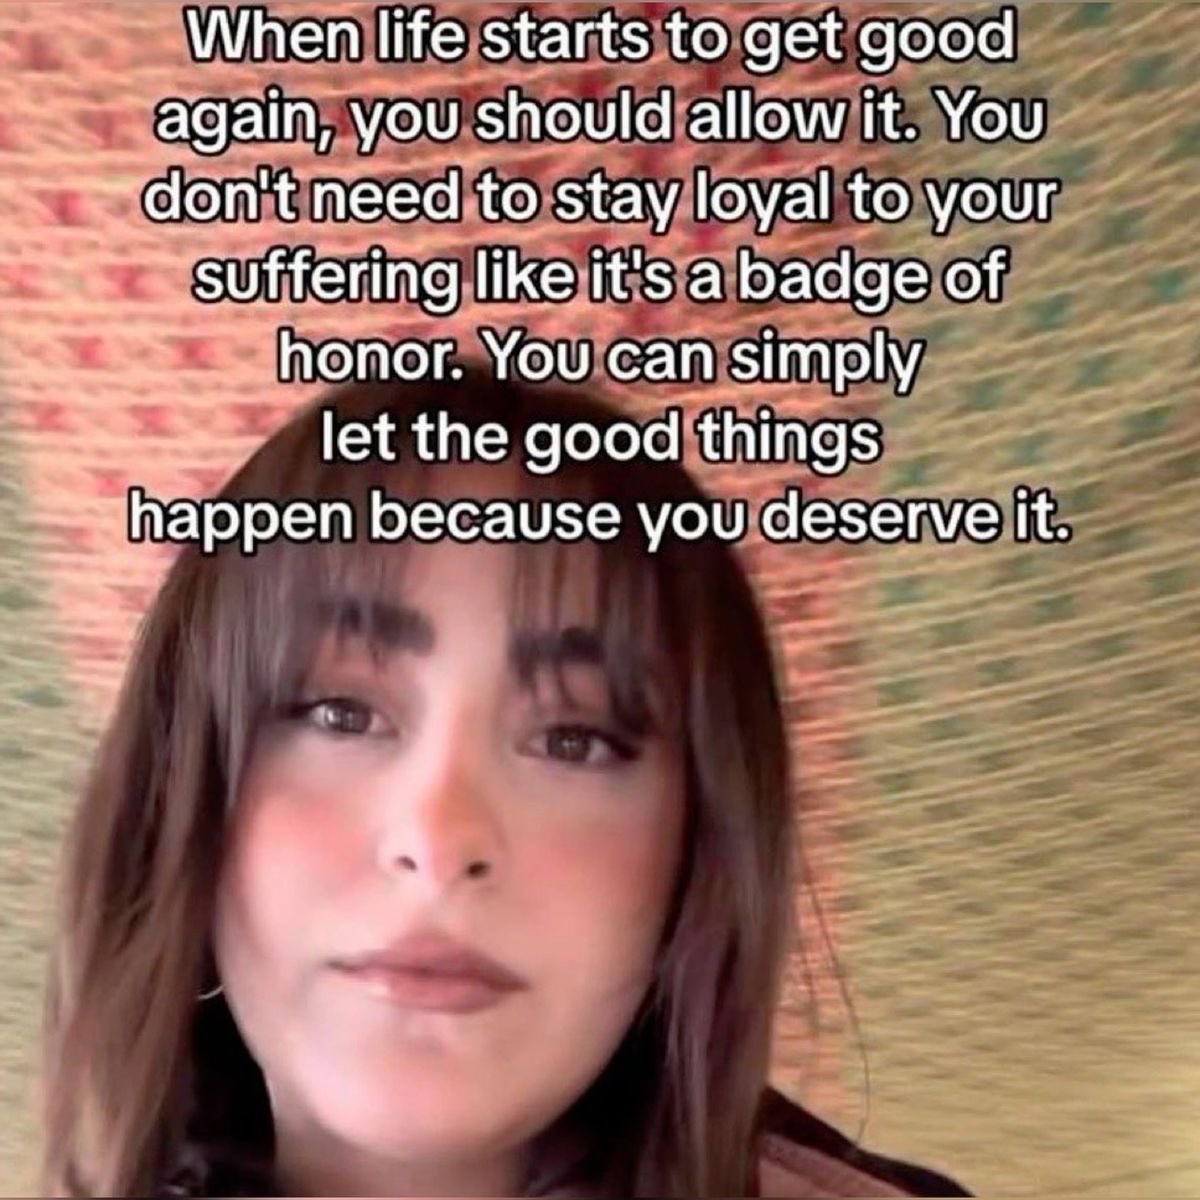 When life starts to get good
again, you should allow it. You
don't need to stay loyal to your
suffering like it's a badge of
honor. You can simply
let the good things
happen because you deserve it.